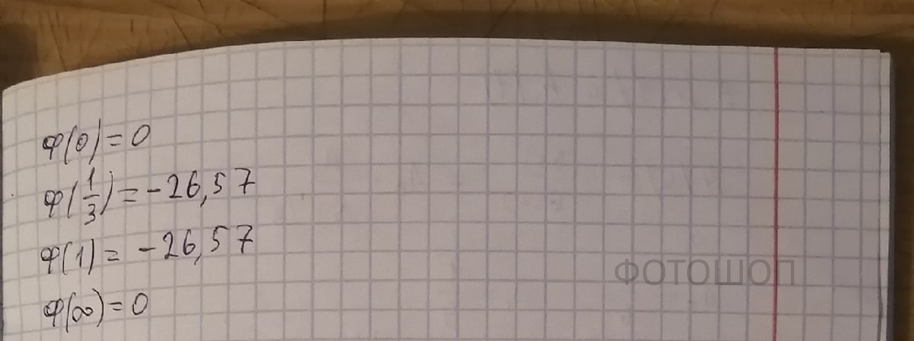 φ(0)=0
φ(1/3)=-26,57
φ(1)=-26,57
ФОТОШОП
φ(∞)=0